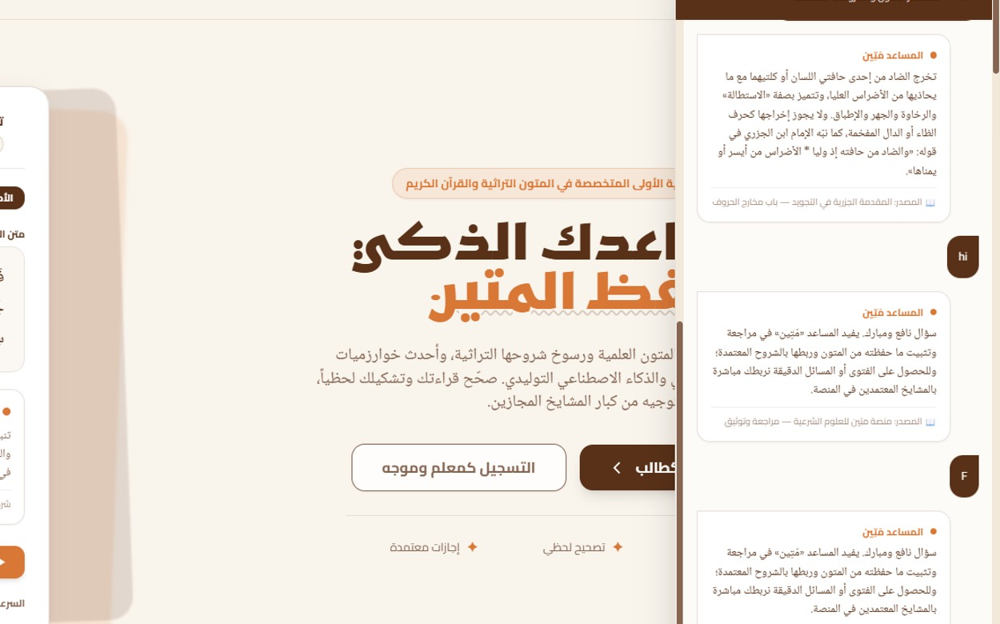 المساعد مَتِين
تخرج الضاد من إحدى حافتي اللسان أو كلتيهما مع ما
يحاذيها من الأضراس العليا، وتتميز بصفة «الاستطالة»
والرخاوة والجهر والإطباق. ولا يجوز إخراجها كحرف
الظاء أو الدال المفخمة، كما نبّه الإمام ابن الجزري في
قوله: «والضاد من حافته إذ وليا * الأضراس من أيسر أو
يمناها».
📖 المصدر: المقدمة الجزرية في التجويد — باب مخارج الحروف
hi
المساعد مَتِين
سؤال نافع ومبارك. يفيد المساعد «مَتِين» في مراجعة
وتثبيت ما حفظته من المتون وربطها بالشروح المعتمدة؛
وللحصول على الفتوى أو المسائل الدقيقة نربطك مباشرة
بالمشايخ المعتمدين في المنصة.
📖 المصدر: منصة متين للعلوم الشرعية — مراجعة وتوثيق
F
المساعد مَتِين
سؤال نافع ومبارك. يفيد المساعد «مَتِين» في مراجعة
وتثبيت ما حفظته من المتون وربطها بالشروح المعتمدة؛
وللحصول على الفتوى أو المسائل الدقيقة نربطك مباشرة
بالمشايخ المعتمدين في المنصة.
الأولى المتخصصة في المتون التراثية والقرآن الكريم
الذكي:
المتين
العلمية ورسوخ شروحها التراثية، وأحدث خوارزميات
والذكاء الاصطناعي التوليدي. صحّح قراءتك وتشكيلك لحظياً،
من كبار المشايخ المجازين.
التسجيل كمعلم وموجه
تصحيح لحظي
إجازات معتمدة
متن